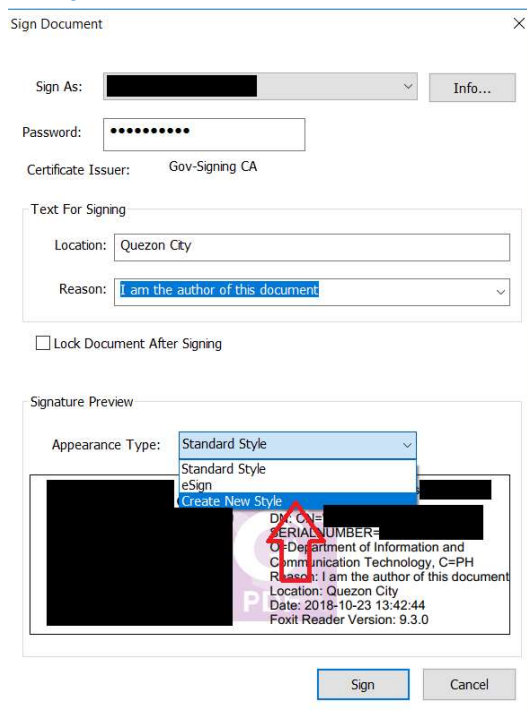 Sign Document
Sign As:
Info...
Password: ●●●●●●●●●●
Certificate Issuer: Gov-Signing CA
Text For Signing
Location: Quezon City
Reason: I am the author of this document
Lock Document After Signing
Signature Preview
Appearance Type: Standard Style
Standard Style
eSign
Create New Style
DN: CN=
SERIALNUMBER=
O=Department of Information and
Communication Technology, C=PH
Reason: I am the author of this document
Location: Quezon City
Date: 2018-10-23 13:42:44
Foxit Reader Version: 9.3.0
Sign Cancel